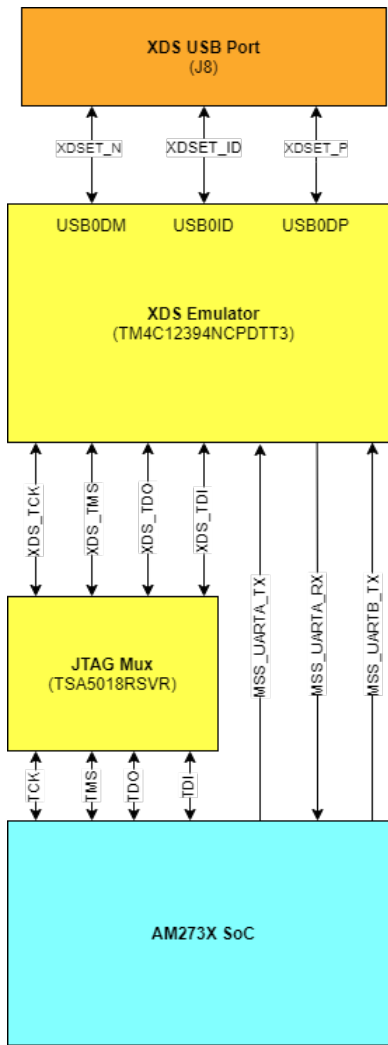 XDS USB Port
(J8)
XDSET_N
XDSET_ID
XDSET_P
USB0DM
USB0ID
USB0DP
XDS Emulator
(TM4C12394NCPDTT3)
XDS_TCK
XDS_TMS
XDS_TDO
XDS_TDI
MSS_UARTA_TX
MSS_UARTA_RX
MSS_UARTB_TX
JTAG Mux
(TSA5018RSVR)
TCK
TMS
TDO
TDI
AM273X SoC